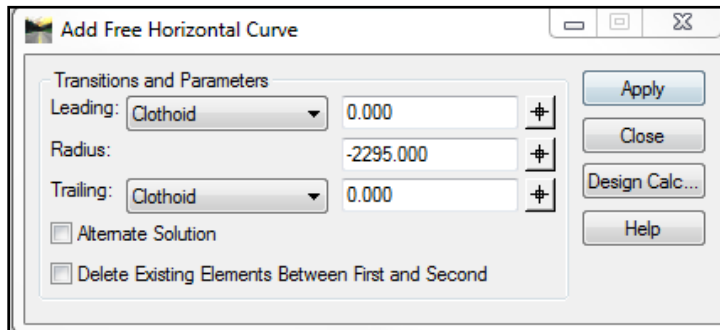 Add Free Horizontal Curve
Transitions and Parameters
Leading: Clothoid 0.000
Radius: -2295.000
Trailing: Clothoid 0.000
Alternate Solution
Delete Existing Elements Between First and Second
Apply
Close
Design Calc...
Help